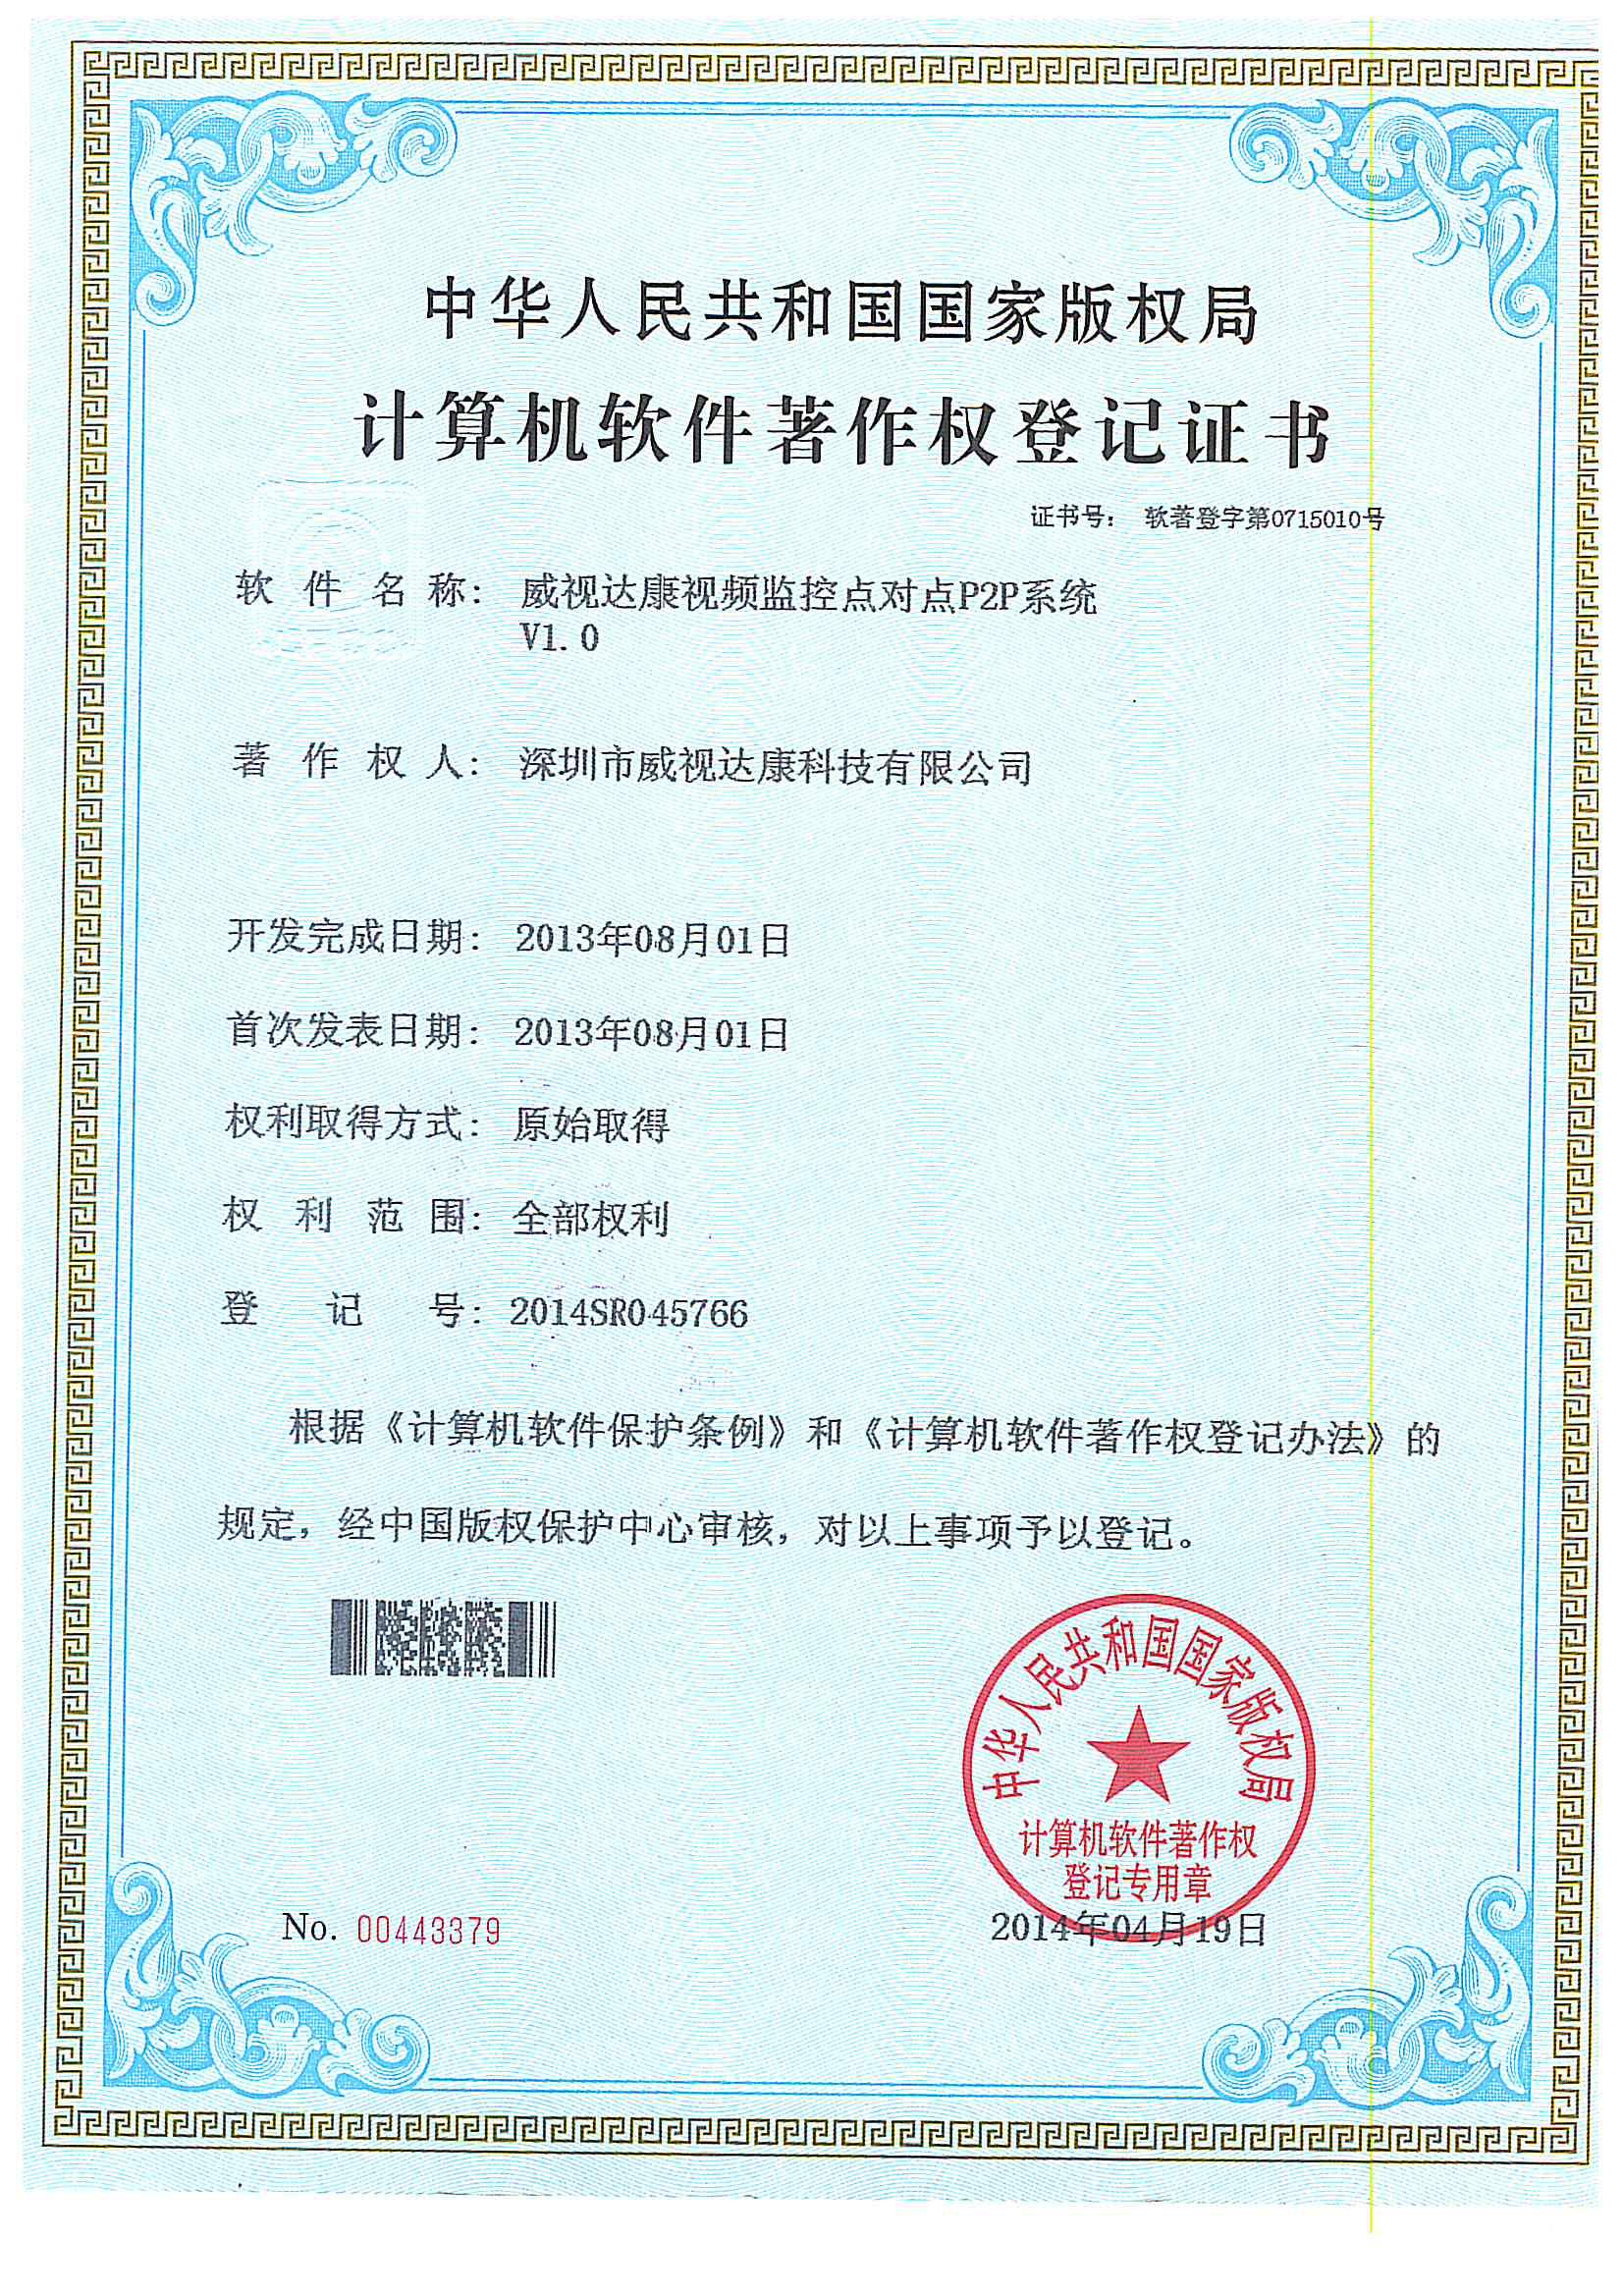 中华人民共和国国家版权局
计算机软件著作权登记证书
证书号： 软著登字第0715010号
软件名称： 威视达康视频监控点对点P2P系统
V1.0
著作权人： 深圳市威视达康科技有限公司
开发完成日期： 2013年08月01日
首次发表日期： 2013年08月01日
权利取得方式： 原始取得
权利范围： 全部权利
登记号： 2014SR045766
根据《计算机软件保护条例》和《计算机软件著作权登记办法》的
规定，经中国版权保护中心审核，对以上事项予以登记。
中华人民共和国国家版权局
计算机软件著作权
登记专用章
No. 00443379
2014年04月19日